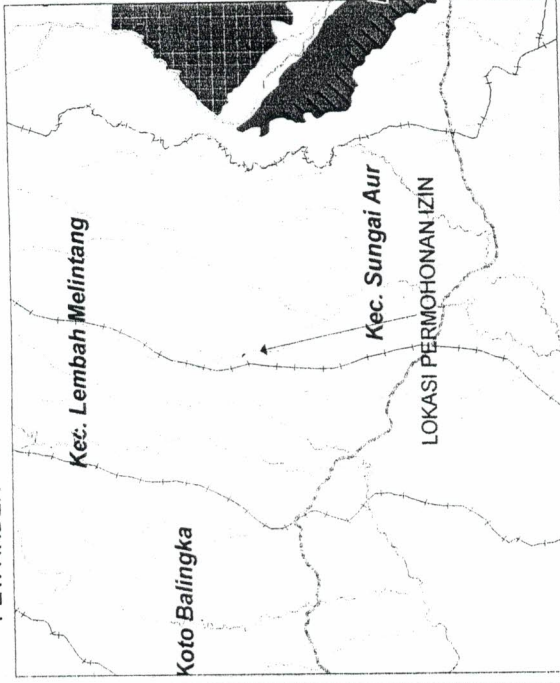 Kec. Lembah Melintang
Koto Balingka
Kec. Sungai Aur
LOKASI PERMOHONAN IZIN